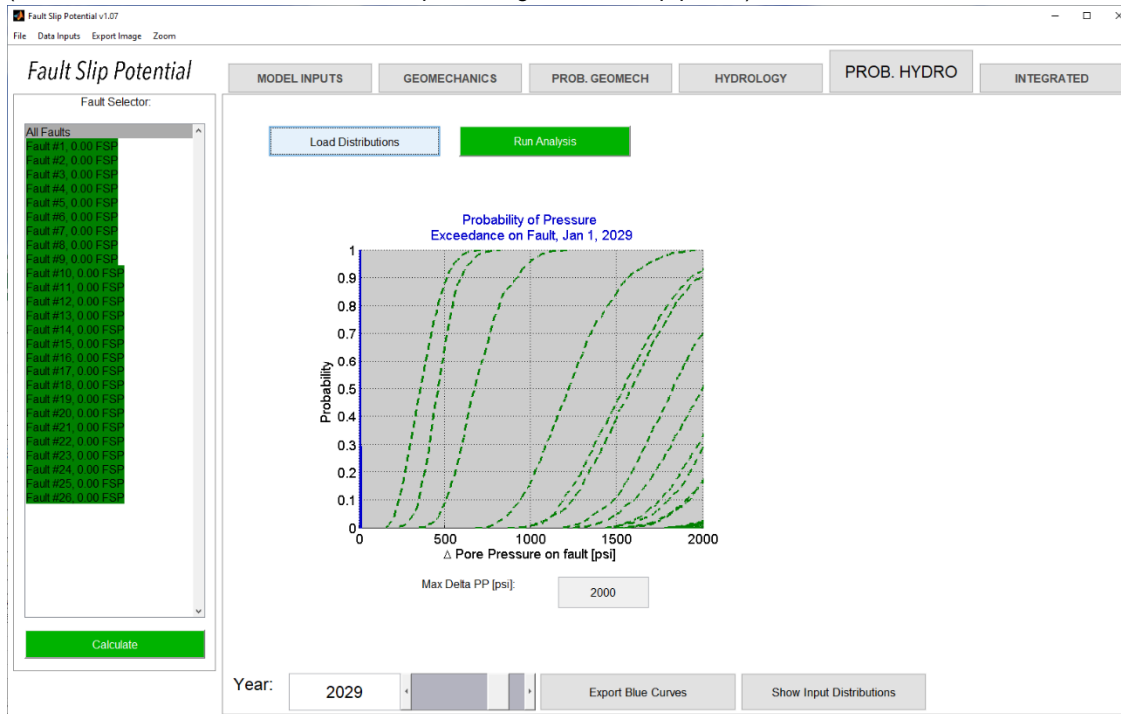 Fault Slip Potential v1.07
File Data Inputs Export Image Zoom
Fault Slip Potential
MODEL INPUTS GEOMECHANICS PROB. GEOMECH HYDROLOGY PROB. HYDRO INTEGRATED
Fault Selector:
All Faults
Fault #1, 0.00 FSP
Fault #2, 0.00 FSP
Fault #3, 0.00 FSP
Fault #4, 0.00 FSP
Fault #5, 0.00 FSP
Fault #6, 0.00 FSP
Fault #7, 0.00 FSP
Fault #8, 0.00 FSP
Fault #9, 0.00 FSP
Fault #10, 0.00 FSP
Fault #11, 0.00 FSP
Fault #12, 0.00 FSP
Fault #13, 0.00 FSP
Fault #14, 0.00 FSP
Fault #15, 0.00 FSP
Fault #16, 0.00 FSP
Fault #17, 0.00 FSP
Fault #18, 0.00 FSP
Fault #19, 0.00 FSP
Fault #20, 0.00 FSP
Fault #21, 0.00 FSP
Fault #22, 0.00 FSP
Fault #23, 0.00 FSP
Fault #24, 0.00 FSP
Fault #25, 0.00 FSP
Fault #26, 0.00 FSP
Calculate
Load Distributions Run Analysis
Probability of Pressure
Exceedance on Fault, Jan 1, 2029
1
0.9
0.8
0.7
0.6
0.5
0.4
0.3
0.2
0.1
0
Probability
0 500 1000 1500 2000
Δ Pore Pressure on fault [psi]
Max Delta PP [psi]: 2000
Year: 2029 Export Blue Curves Show Input Distributions